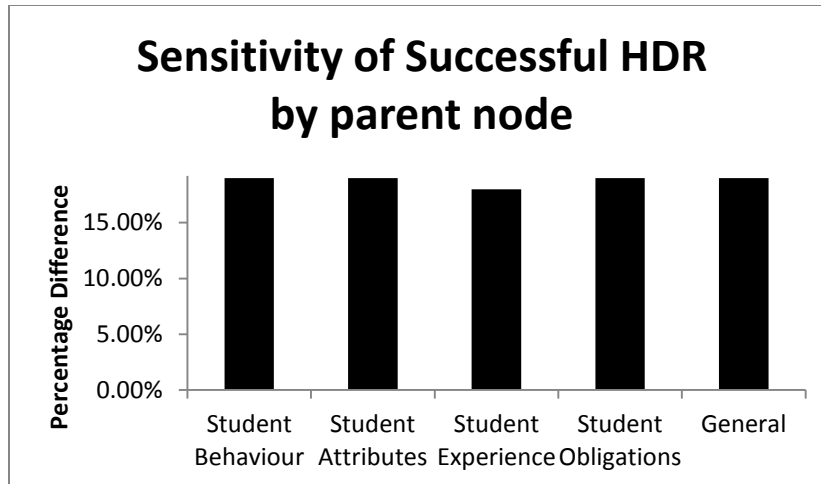 Sensitivity of Successful HDR
by parent node
Percentage Difference
15.00%
10.00%
5.00%
0.00%
Student Behaviour
Student Attributes
Student Experience
Student Obligations
General